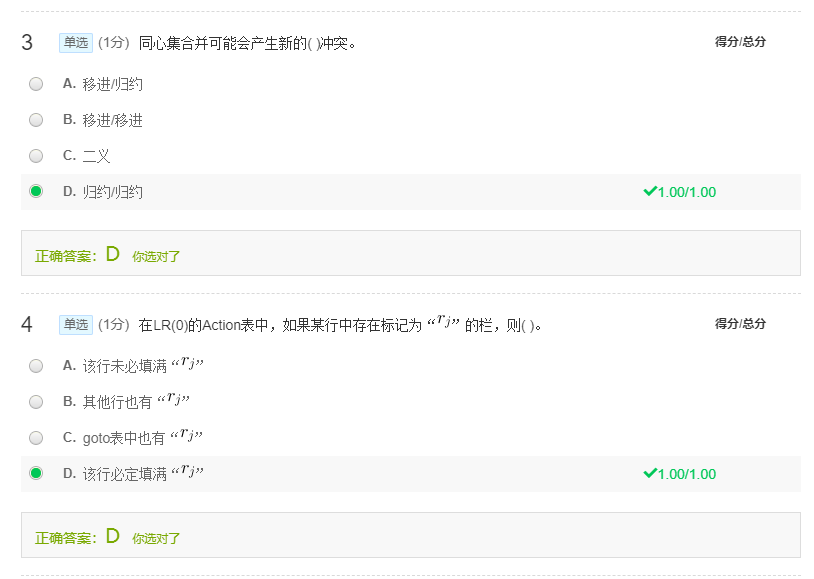 3 单选 (1分) 同心集合并可能会产生新的( )冲突。 得分/总分
A. 移进/归约
B. 移进/移进
C. 二义
D. 归约/归约 1.00/1.00
正确答案：D 你选对了
4 单选 (1分) 在LR(0)的Action表中，如果某行中存在标记为“rj”的栏，则( )。 得分/总分
A. 该行未必填满“rj”
B. 其他行也有“rj”
C. goto表中也有“rj”
D. 该行必定填满“rj” 1.00/1.00
正确答案：D 你选对了